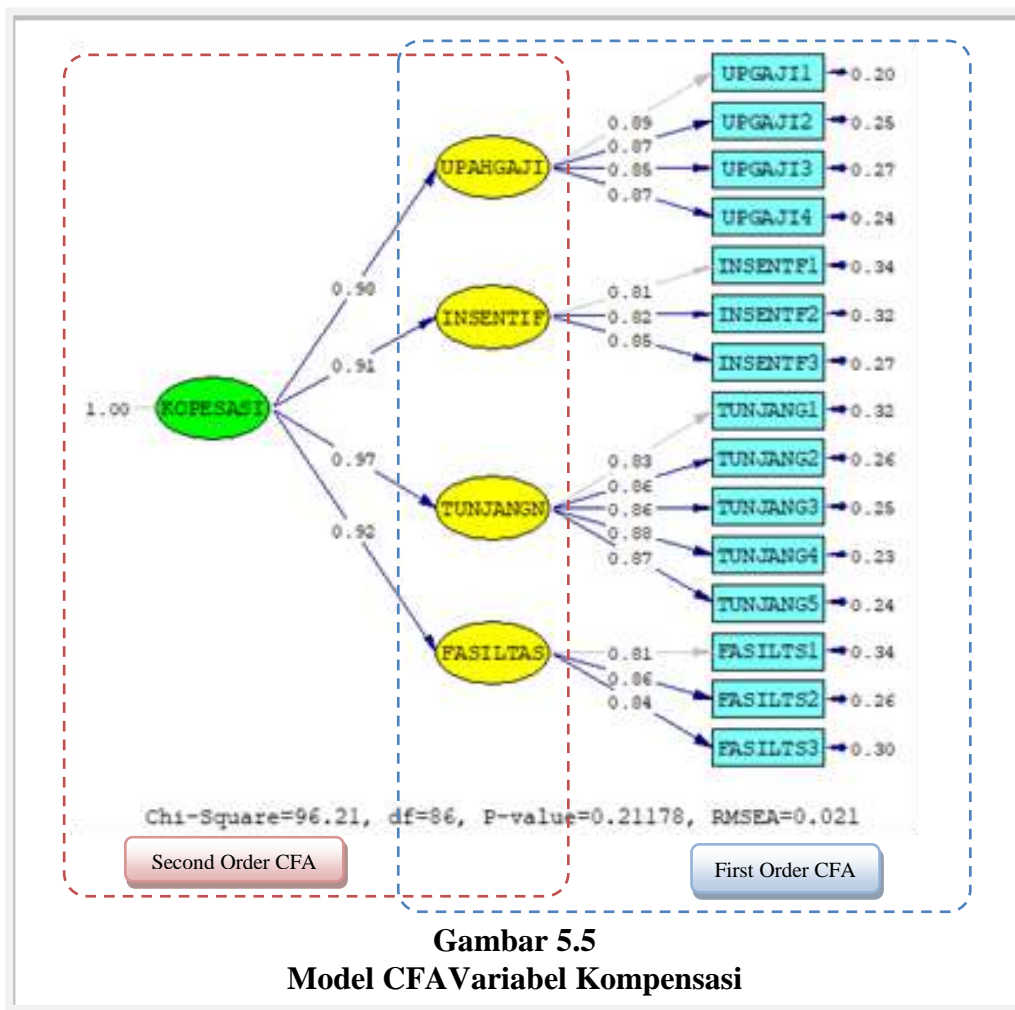 UPGAJI1 0.20
0.89
UPGAJI2 0.25
0.87
UPAHGAJI
0.85
UPGAJI3 0.27
0.87
UPGAJI4 0.24
INSENTF1 0.34
0.90
0.81
INSENTIF
0.82
INSENTF2 0.32
0.85
INSENTF3 0.27
0.91
1.00 KOPESASI
TUNJANG1 0.32
0.97
0.83
TUNJANG2 0.26
0.86
TUNJANGN
0.86
TUNJANG3 0.25
0.92
0.88
TUNJANG4 0.23
0.87
TUNJANG5 0.24
FASILTAS
0.81
FASILTS1 0.34
0.86
FASILTS2 0.26
0.84
FASILTS3 0.30
Chi-Square=96.21, df=86, P-value=0.21178, RMSEA=0.021
Second Order CFA
First Order CFA
Gambar 5.5
Model CFAVariabel Kompensasi